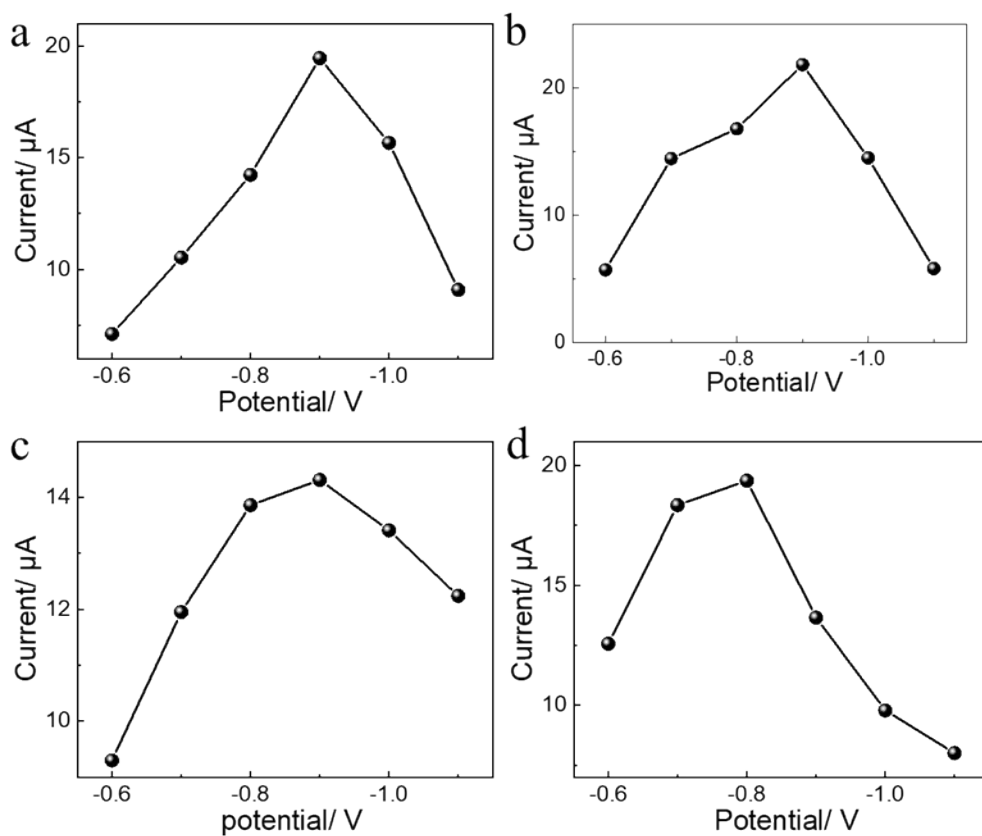 a
20
15
10
Current/ µA
-0.6
-0.8
-1.0
Potential/ V
b
20
10
0
Current/ µA
-0.6
-0.8
-1.0
Potential/ V
c
14
12
10
Current/ µA
-0.6
-0.8
-1.0
potential/ V
d
20
15
10
Current/ µA
-0.6
-0.8
-1.0
Potential/ V